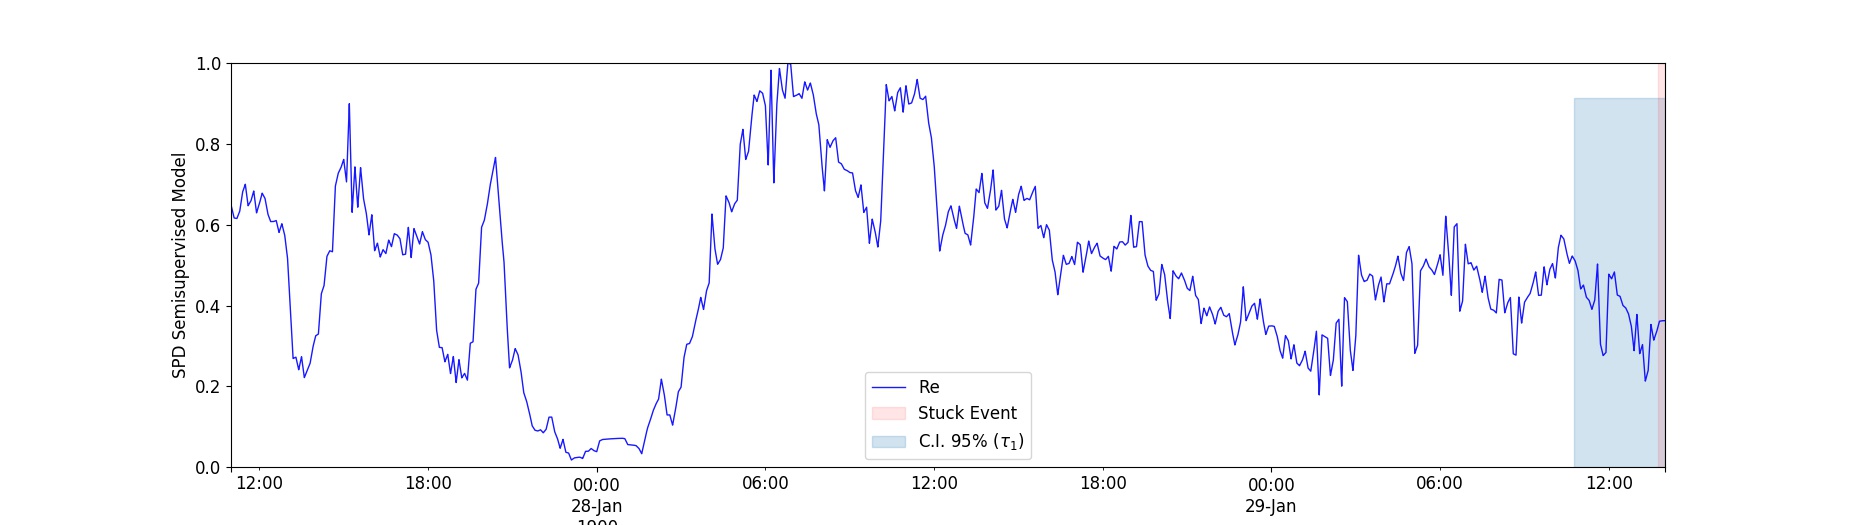 SPD Semisupervised Model
1.0
0.8
0.6
0.4
0.2
0.0
Re
Stuck Event
C.I. 95% (τ₁)
12:00 18:00 00:00 06:00 12:00 18:00 00:00 06:00 12:00
28-Jan 29-Jan
1900